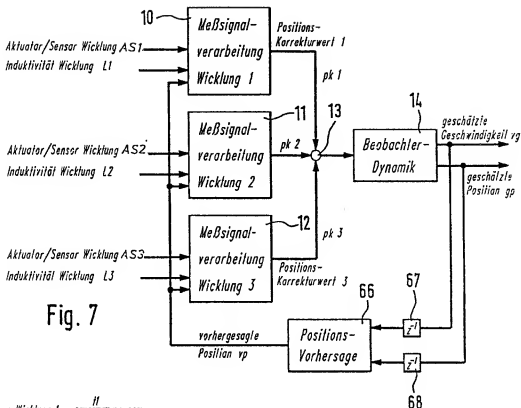 10
Meßsignal-
verarbeitung
Wicklung 1
Aktuator/Sensor Wicklung AS1
Induktivität Wicklung L1
Positions-
Korrekturwert 1
pk 1
11
Meßsignal-
verarbeitung
Wicklung 2
Aktuator/Sensor Wicklung AS2'
Induktivität Wicklung L2
pk 2
13
14
Beobachter-
Dynamik
geschätzte
Geschwindigkeit vg
geschätzte
Position gp
12
Meßsignal-
verarbeitung
Wicklung 3
Aktuator/Sensor Wicklung AS3
Induktivität Wicklung L3
pk 3
Positions-
Korrekturwert 3
Fig. 7
66
Positions-
Vorhersage
vorhergesagte
Position vp
67
z⁻¹
z⁻¹
68